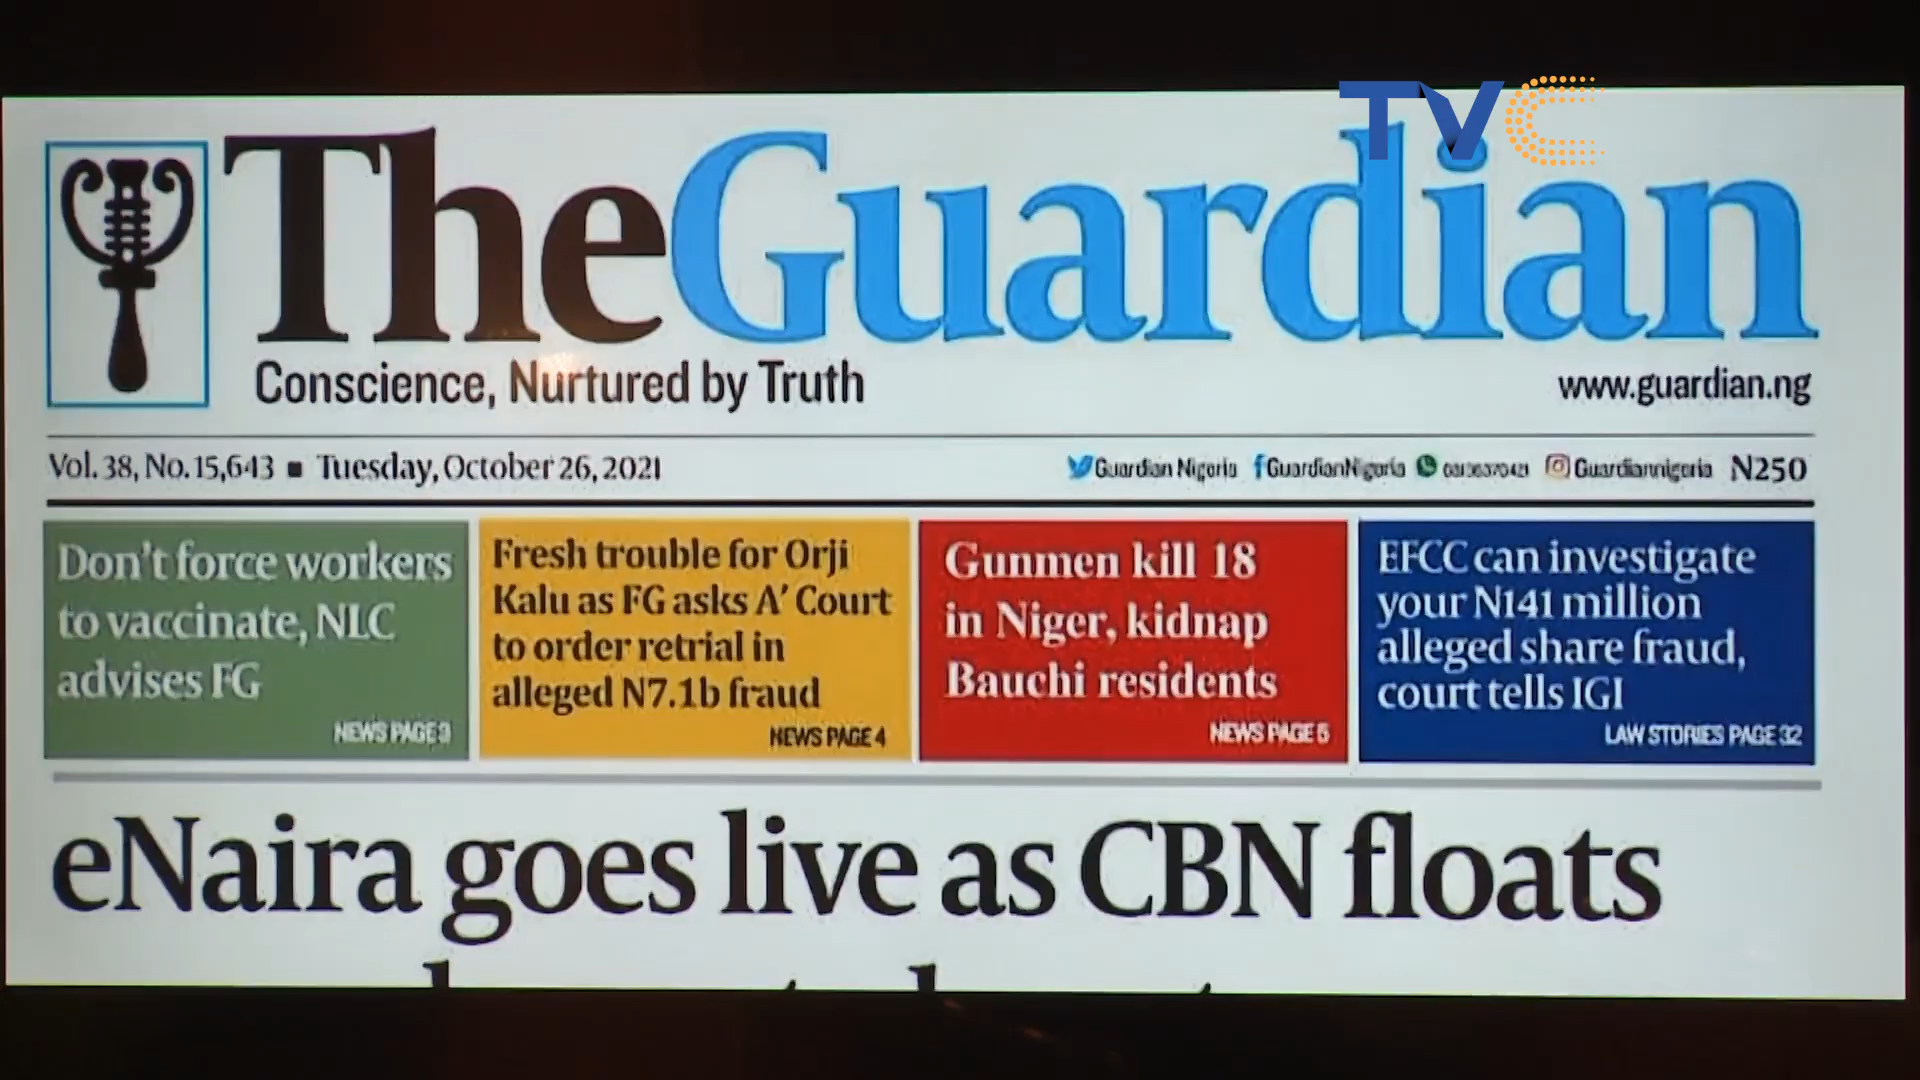 TVC
TheGuardian
Conscience, Nurtured by Truth
www.guardian.ng
Vol. 38, No. 15,643 ■ Tuesday, October 26, 2021
Guardian Nigeria GuardianNigeria Guardiannigeria N250
Don't force workers
to vaccinate, NLC
advises FG
NEWS PAGE 3
Fresh trouble for Orji
Kalu as FG asks A' Court
to order retrial in
alleged N7.1b fraud
NEWS PAGE 4
Gunmen kill 18
in Niger, kidnap
Bauchi residents
NEWS PAGE 5
EFCC can investigate
your N141 million
alleged share fraud,
court tells IGI
LAW STORIES PAGE 32
eNaira goes live as CBN floats